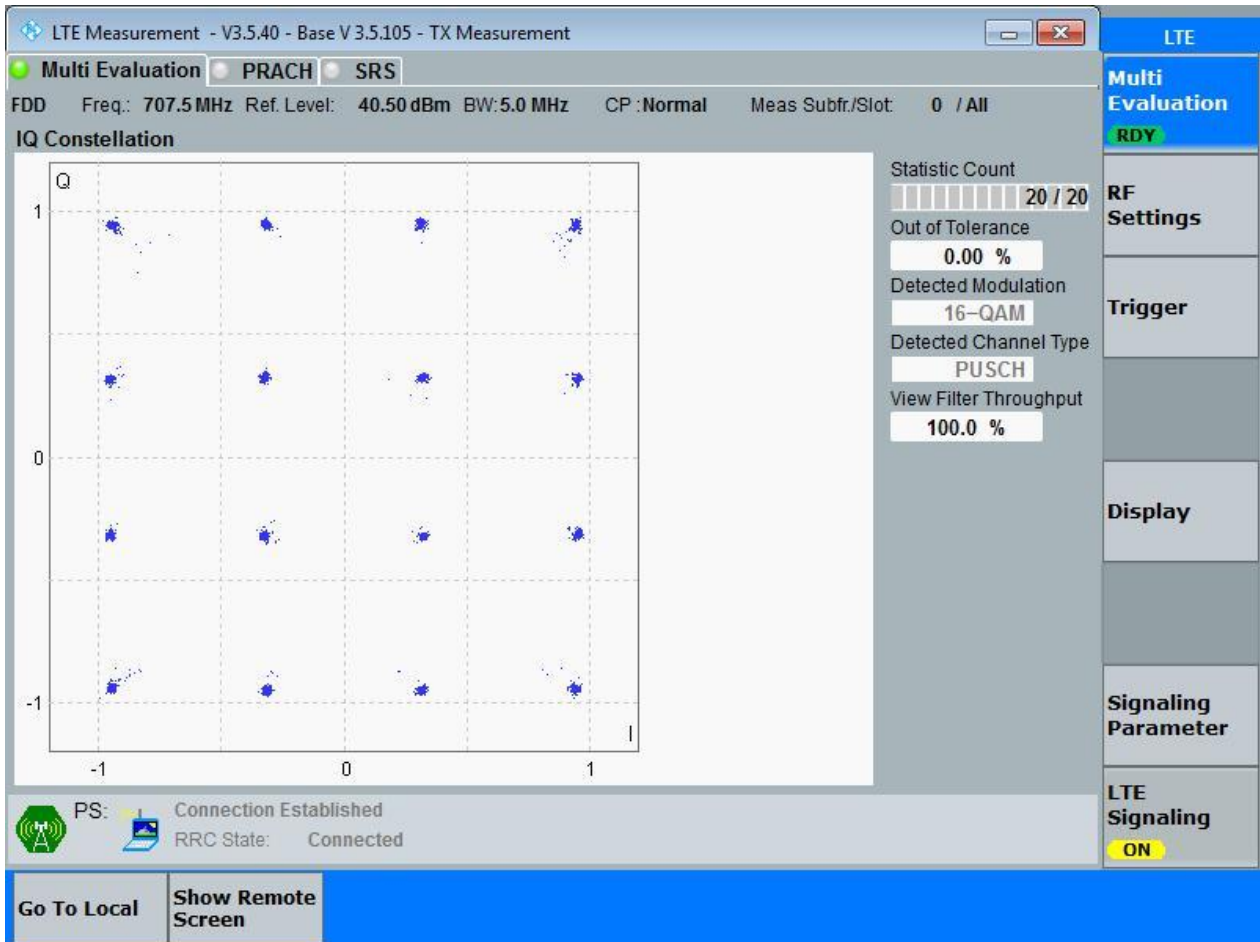 LTE Measurement - V3.5.40 - Base V 3.5.105 - TX Measurement
LTE
Multi Evaluation PRACH SRS
Multi
Evaluation
RDY
FDD Freq.: 707.5 MHz Ref. Level: 40.50 dBm BW: 5.0 MHz CP : Normal Meas Subfr./Slot: 0 / All
IQ Constellation
Q
1
0
-1
I
-1 0 1
Statistic Count
20 / 20
Out of Tolerance
0.00 %
Detected Modulation
16-QAM
Detected Channel Type
PUSCH
View Filter Throughput
100.0 %
RF
Settings
Trigger
Display
Signaling
Parameter
LTE
Signaling
ON
PS: Connection Established
RRC State: Connected
Go To Local
Show Remote
Screen